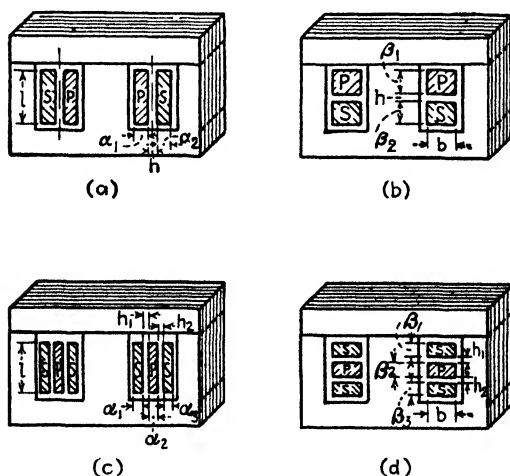 l S P P S
α₁ α₂
h
(a)
β₁
P P
h
S S
β₂ b
(b)
h₁ h₂
l
α₁ α₃
α₂
(c)
β₁
S S h₁
β₂ P P
S S h₂
β₃ b
(d)